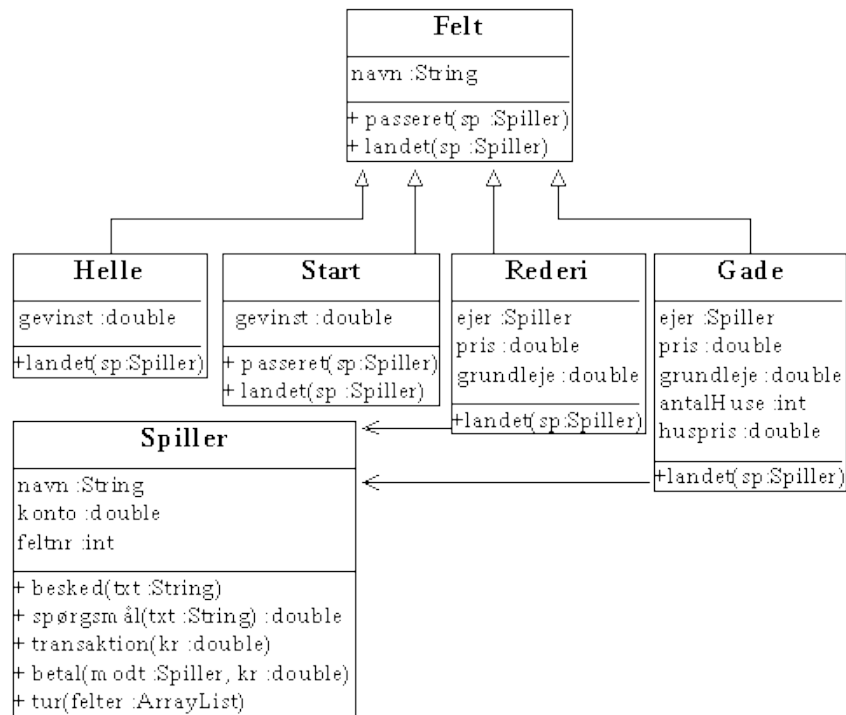 Felt
navn :String
+ passeret(sp :Spiller)
+ landet(sp :Spiller)
Helle
gevinst :double
+landet(sp:Spiller)
Start
gevinst :double
+ passeret(sp:Spiller)
+ landet(sp :Spiller)
Rederi
ejer :Spiller
pris :double
grundleje :double
+landet(sp:Spiller)
Gade
ejer :Spiller
pris :double
grundleje :double
antalHuse :int
huspris :double
+landet(sp:Spiller)
Spiller
navn :String
konto :double
feltnr :int
+ besked(txt :String)
+ spørgsmål(txt :String) :double
+ transaktion(kr :double)
+ betal(modt :Spiller, kr :double)
+ tur(felter :ArrayList)